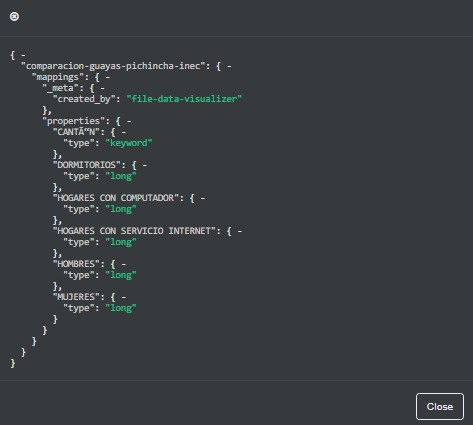 { -
"comparacion-guayas-pichincha-inec": { -
"mappings": { -
"_meta": { -
"created_by": "file-data-visualizer"
},
"properties": { -
"CANTÃ“N": { -
"type": "keyword"
},
"DORMITORIOS": { -
"type": "long"
},
"HOGARES CON COMPUTADOR": { -
"type": "long"
},
"HOGARES CON SERVICIO INTERNET": { -
"type": "long"
},
"HOMBRES": { -
"type": "long"
},
"MUJERES": { -
"type": "long"
}
}
}
}
}
Close